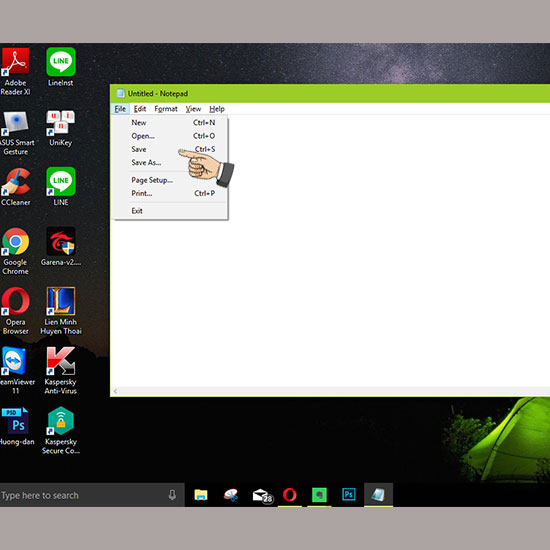 Untitled - Notepad
File Edit Format View Help
New Ctrl+N
Open... Ctrl+O
Save Ctrl+S
Save As...
Page Setup...
Print... Ctrl+P
Exit
Adobe
Reader XI
LineInst
ASUS Smart
Gesture
UniKey
CCleaner
LINE
LINE
LINE
Google
Chrome
Garena-v2....
Opera
Browser
Lien Minh
Huyen Thoai
eamViewer
11
Kaspersky
Anti-Virus
PSD
Ps
Huong-dan
Kaspersky
Secure Co...
Type here to search
28
Ps